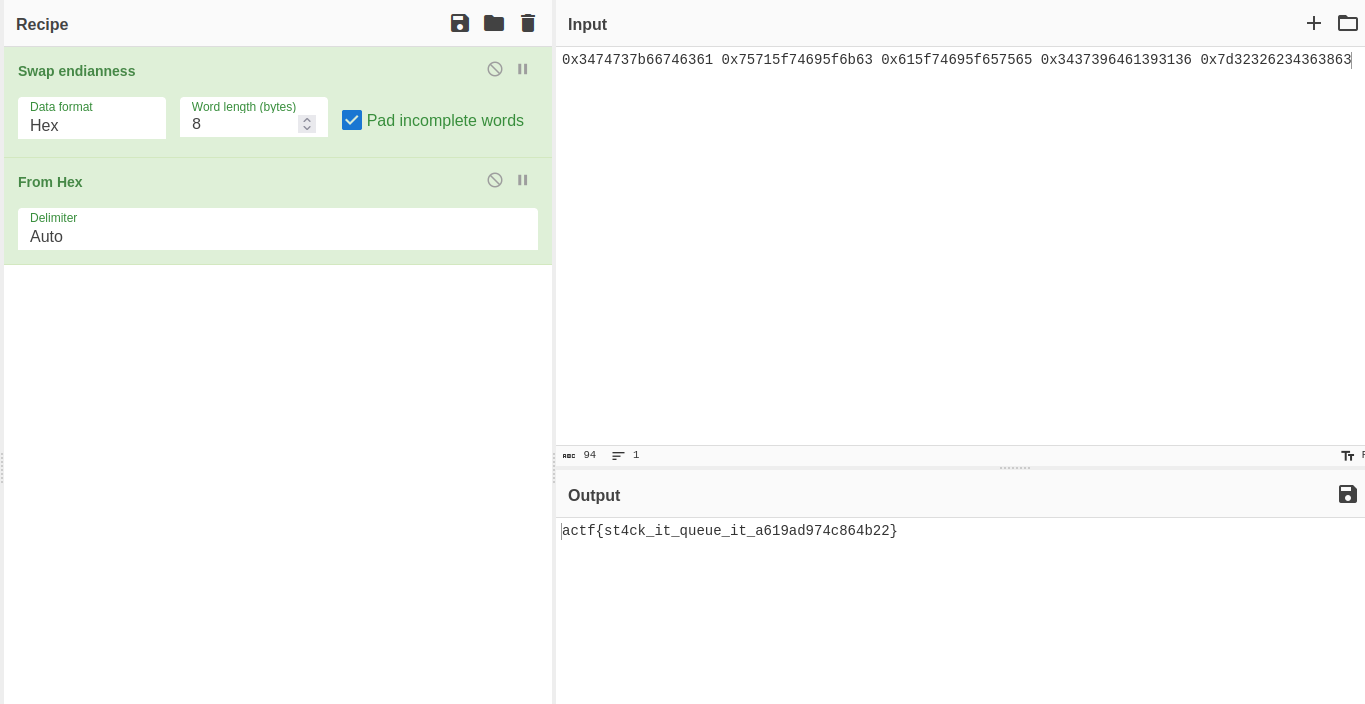 Recipe
Swap endianness
Data format
Hex
Word length (bytes)
8
Pad incomplete words
From Hex
Delimiter
Auto
Input
0x3474737b66746361 0x75715f74695f6b63 0x615f74695f657565 0x3437396461393136 0x7d32326234363863
ABC 94 1
Tт
Output
actf{st4ck_it_queue_it_a619ad974c864b22}